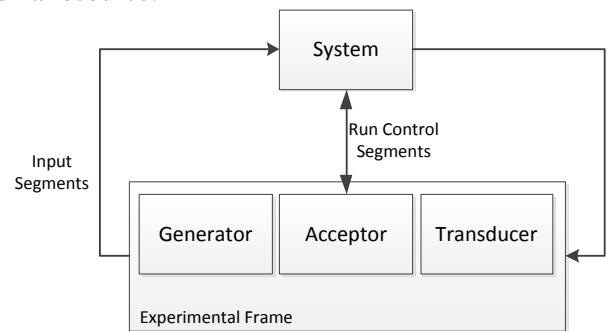 System
Run Control
Segments
Input
Segments
Generator
Acceptor
Transducer
Experimental Frame